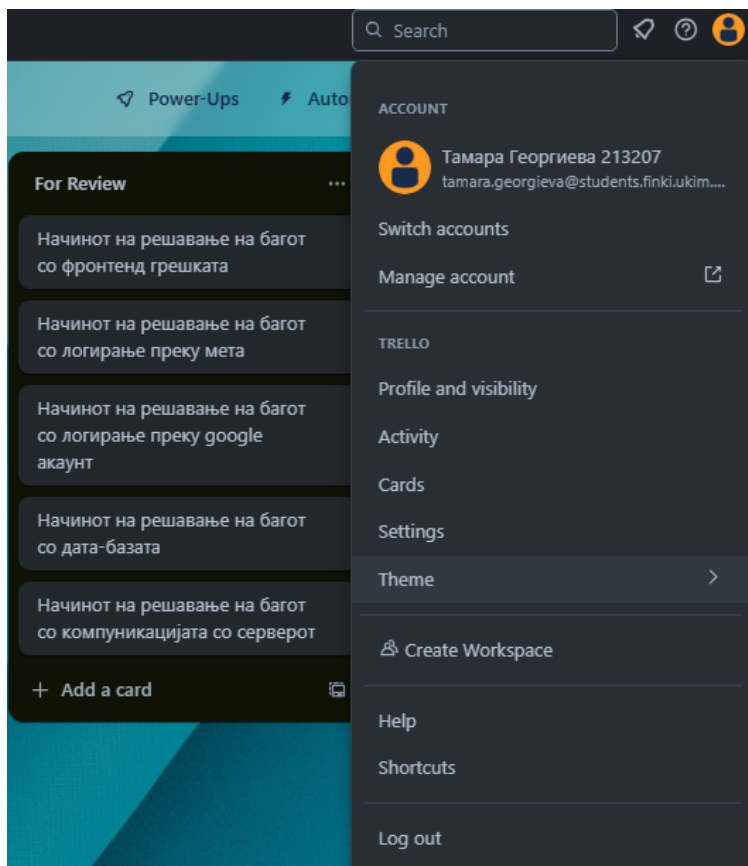 Search
Power-Ups
Auto
For Review
Начинот на решавање на багот
со фронтенд грешката
Начинот на решавање на багот
со логирање преку мета
Начинот на решавање на багот
со логирање преку google
акаунт
Начинот на решавање на багот
со дата-базата
Начинот на решавање на багот
со компуникацијата со серверот
+ Add a card
ACCOUNT
Тамара Георгиева 213207
tamara.georgieva@students.finki.ukim....
Switch accounts
Manage account
TRELLO
Profile and visibility
Activity
Cards
Settings
Theme
Create Workspace
Help
Shortcuts
Log out